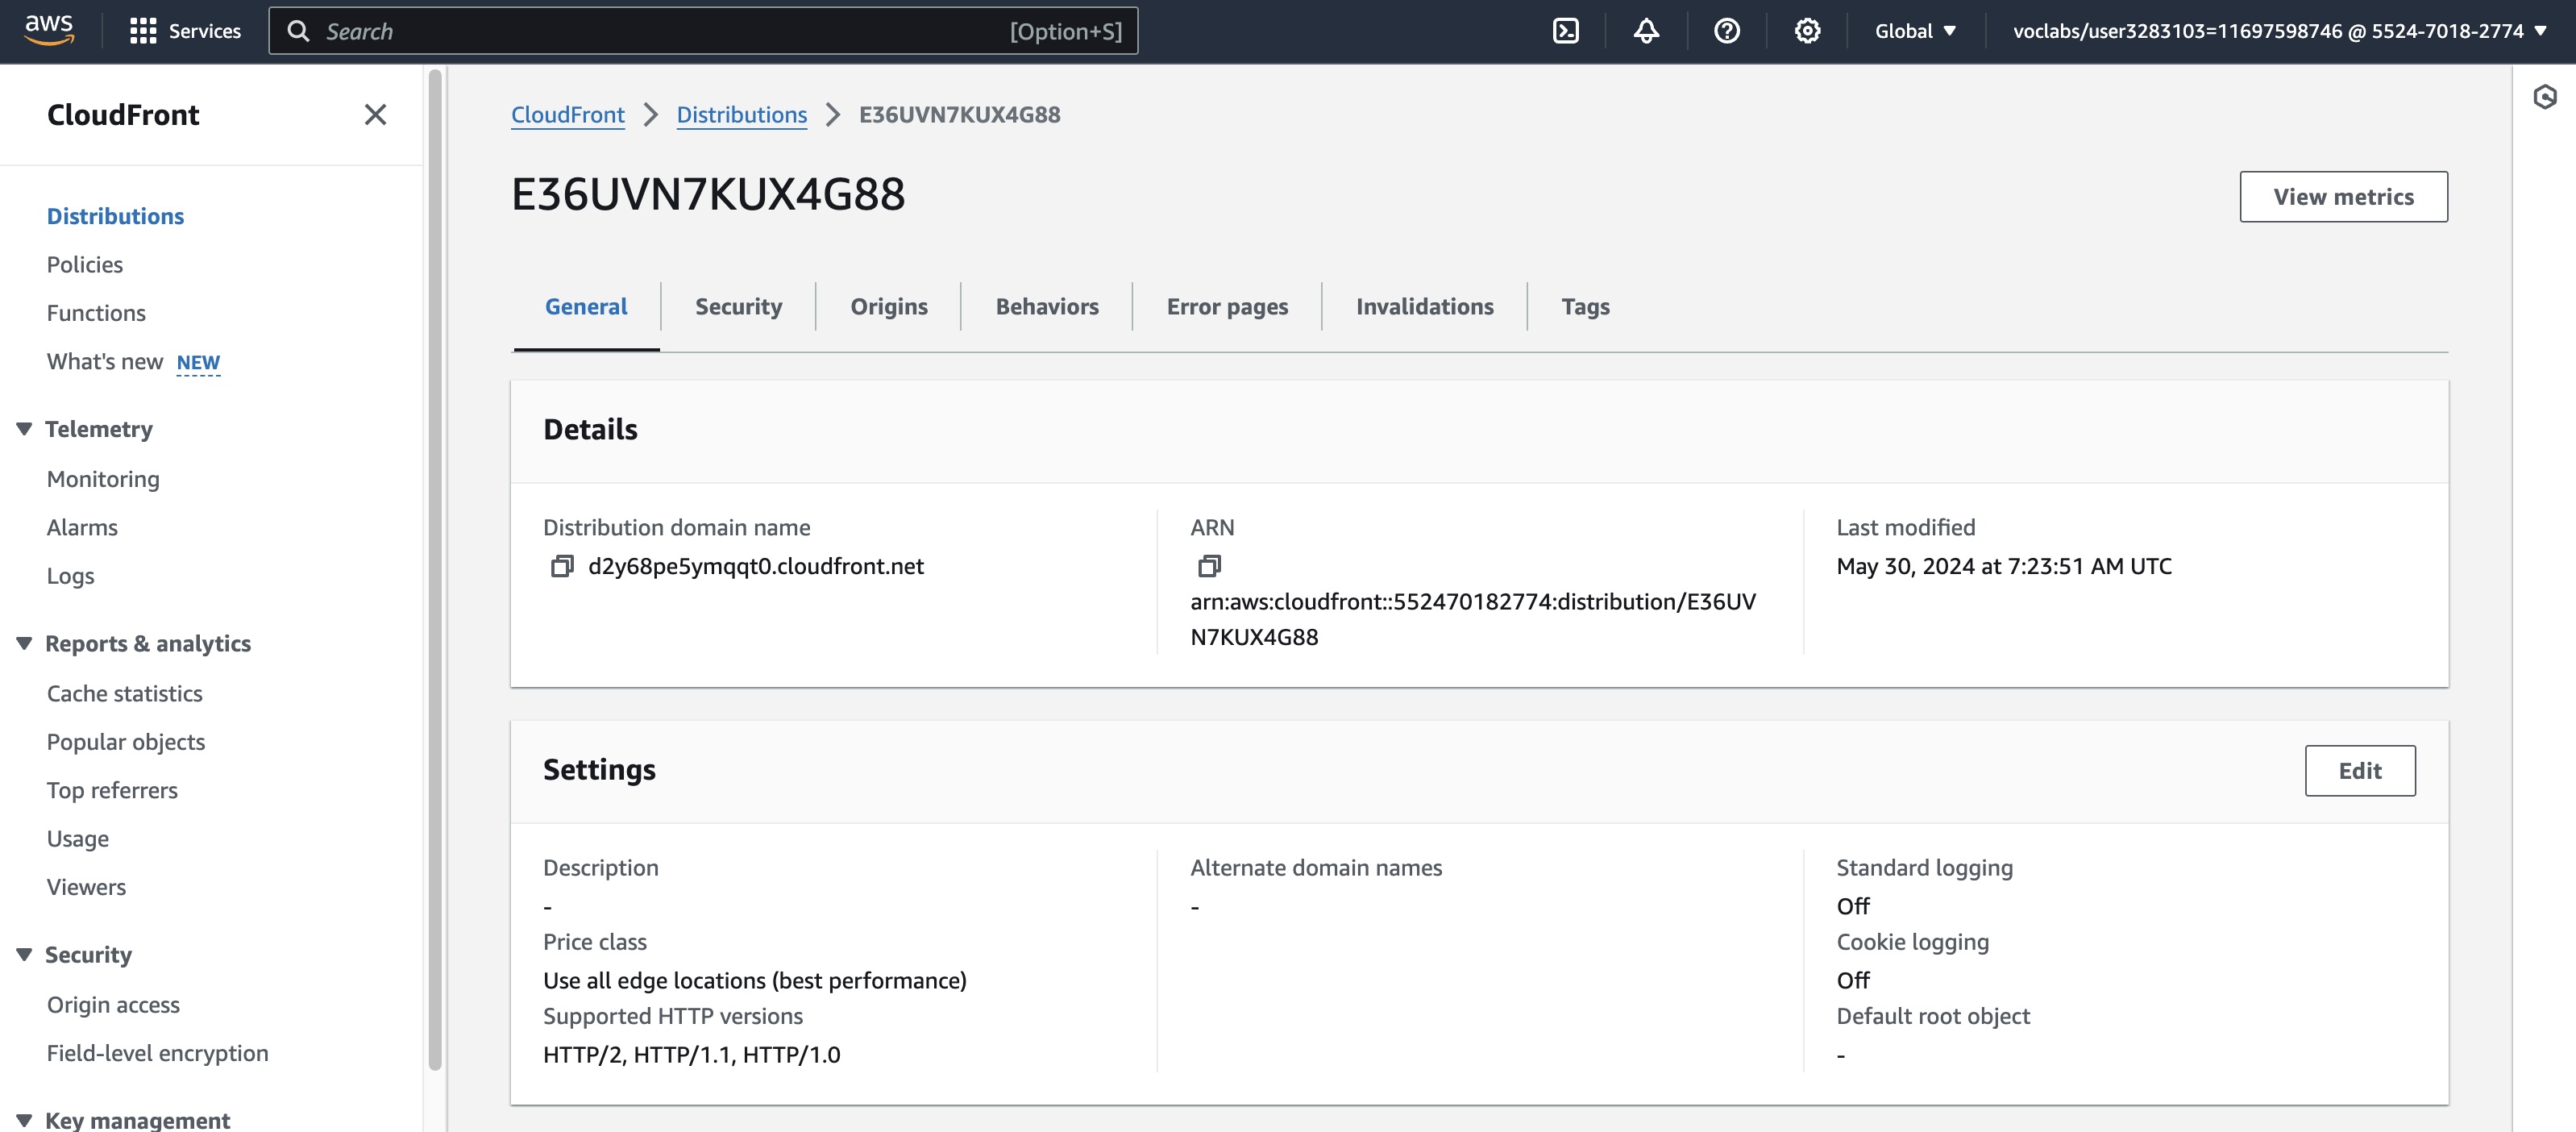 aws
Services
Search
[Option+S]
Global
voclabs/user3283103=11697598746 @ 5524-7018-2774
CloudFront
Distributions
Policies
Functions
What's new NEW
Telemetry
Monitoring
Alarms
Logs
Reports & analytics
Cache statistics
Popular objects
Top referrers
Usage
Viewers
Security
Origin access
Field-level encryption
Key management
CloudFront
Distributions
E36UVN7KUX4G88
E36UVN7KUX4G88
View metrics
General
Security
Origins
Behaviors
Error pages
Invalidations
Tags
Details
Distribution domain name
d2y68pe5ymqqt0.cloudfront.net
ARN
arn:aws:cloudfront::552470182774:distribution/E36UV
N7KUX4G88
Last modified
May 30, 2024 at 7:23:51 AM UTC
Settings
Edit
Description
-
Price class
Use all edge locations (best performance)
Supported HTTP versions
HTTP/2, HTTP/1.1, HTTP/1.0
Alternate domain names
-
Standard logging
Off
Cookie logging
Off
Default root object
-